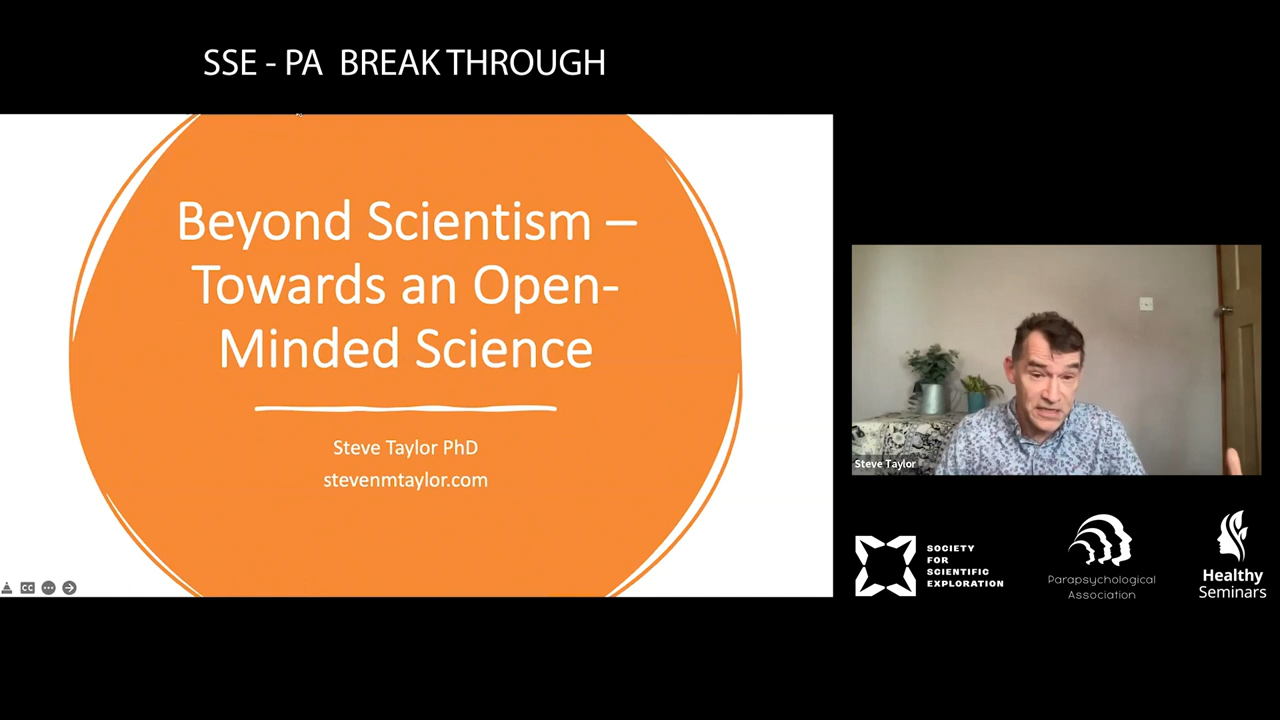 SSE - PA BREAK THROUGH
Beyond Scientism –
Towards an Open-
Minded Science
Steve Taylor PhD
stevenmtaylor.com
CC
Steve Taylor
SOCIETY
FOR
SCIENTIFIC
EXPLORATION
Parapsychological
Association
Healthy
Seminars